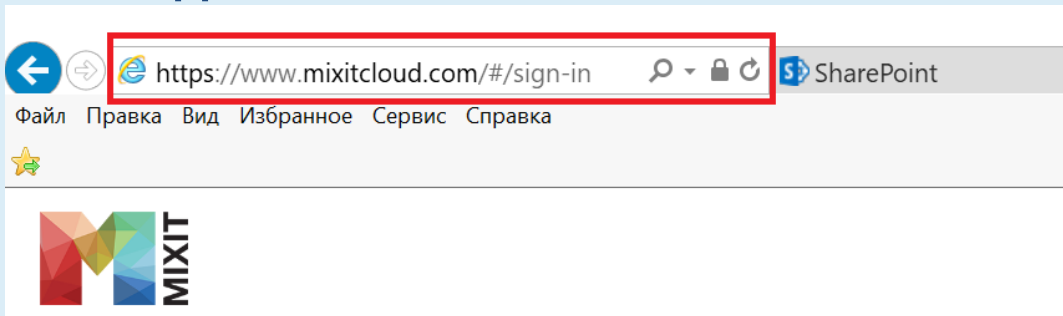 https://www.mixitcloud.com/#/sign-in
SharePoint
Файл Правка Вид Избранное Сервис Справка
MIXIT